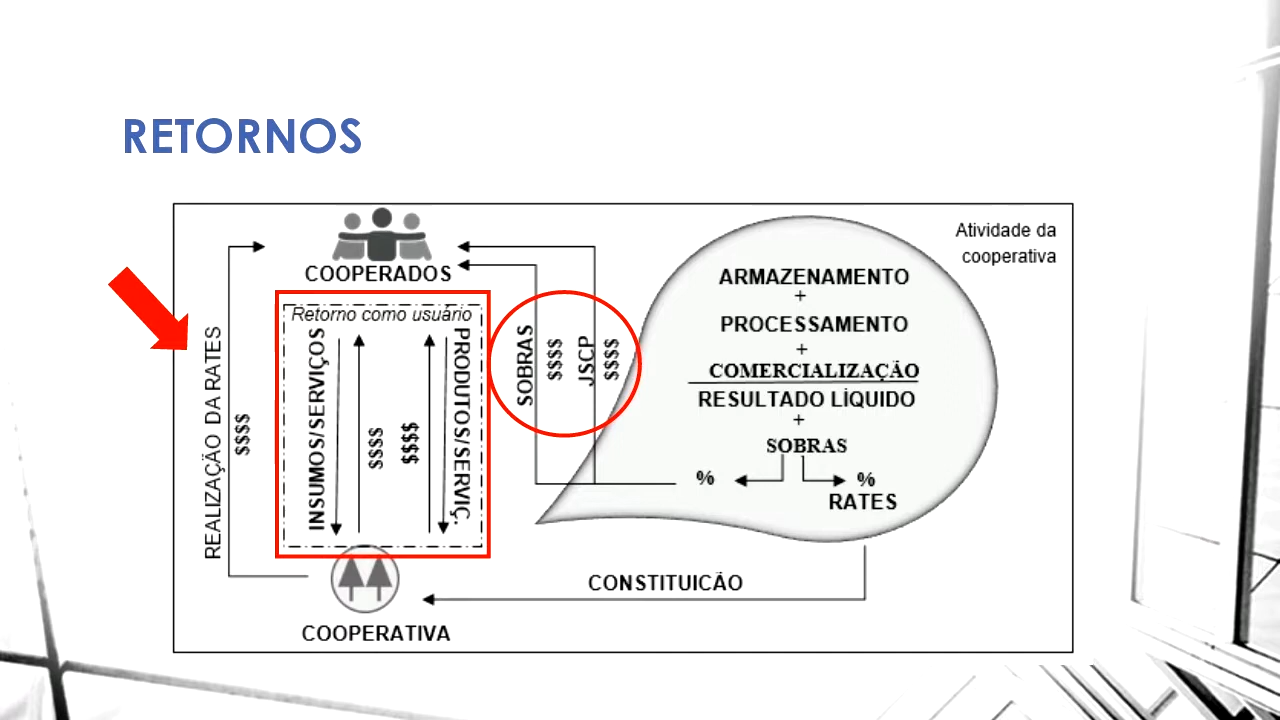 RETORNOS
Atividade da
cooperativa
COOPERADOS
Retorno como usuário
REALIZAÇÃO DA RATES
$$$$
INSUMOS/SERVIÇOS
$$$$
$$$$
PRODUTOS/SERVIÇ.
SOBRAS
$$$$
JSCP
$$$$
ARMAZENAMENTO
+
PROCESSAMENTO
+
COMERCIALIZAÇÃO
RESULTADO LÍQUIDO
+
SOBRAS
%
%
RATES
CONSTITUICÃO
COOPERATIVA